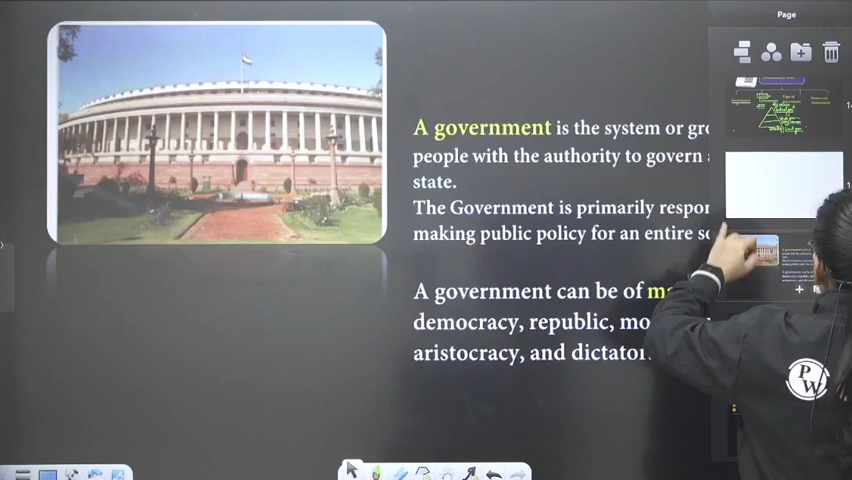 Page
A government is the system or gro
people with the authority to govern
state.
The Government is primarily respon
making public policy for an entire so
A government can be of ma
democracy, republic, mo
aristocracy, and dictator
P
W